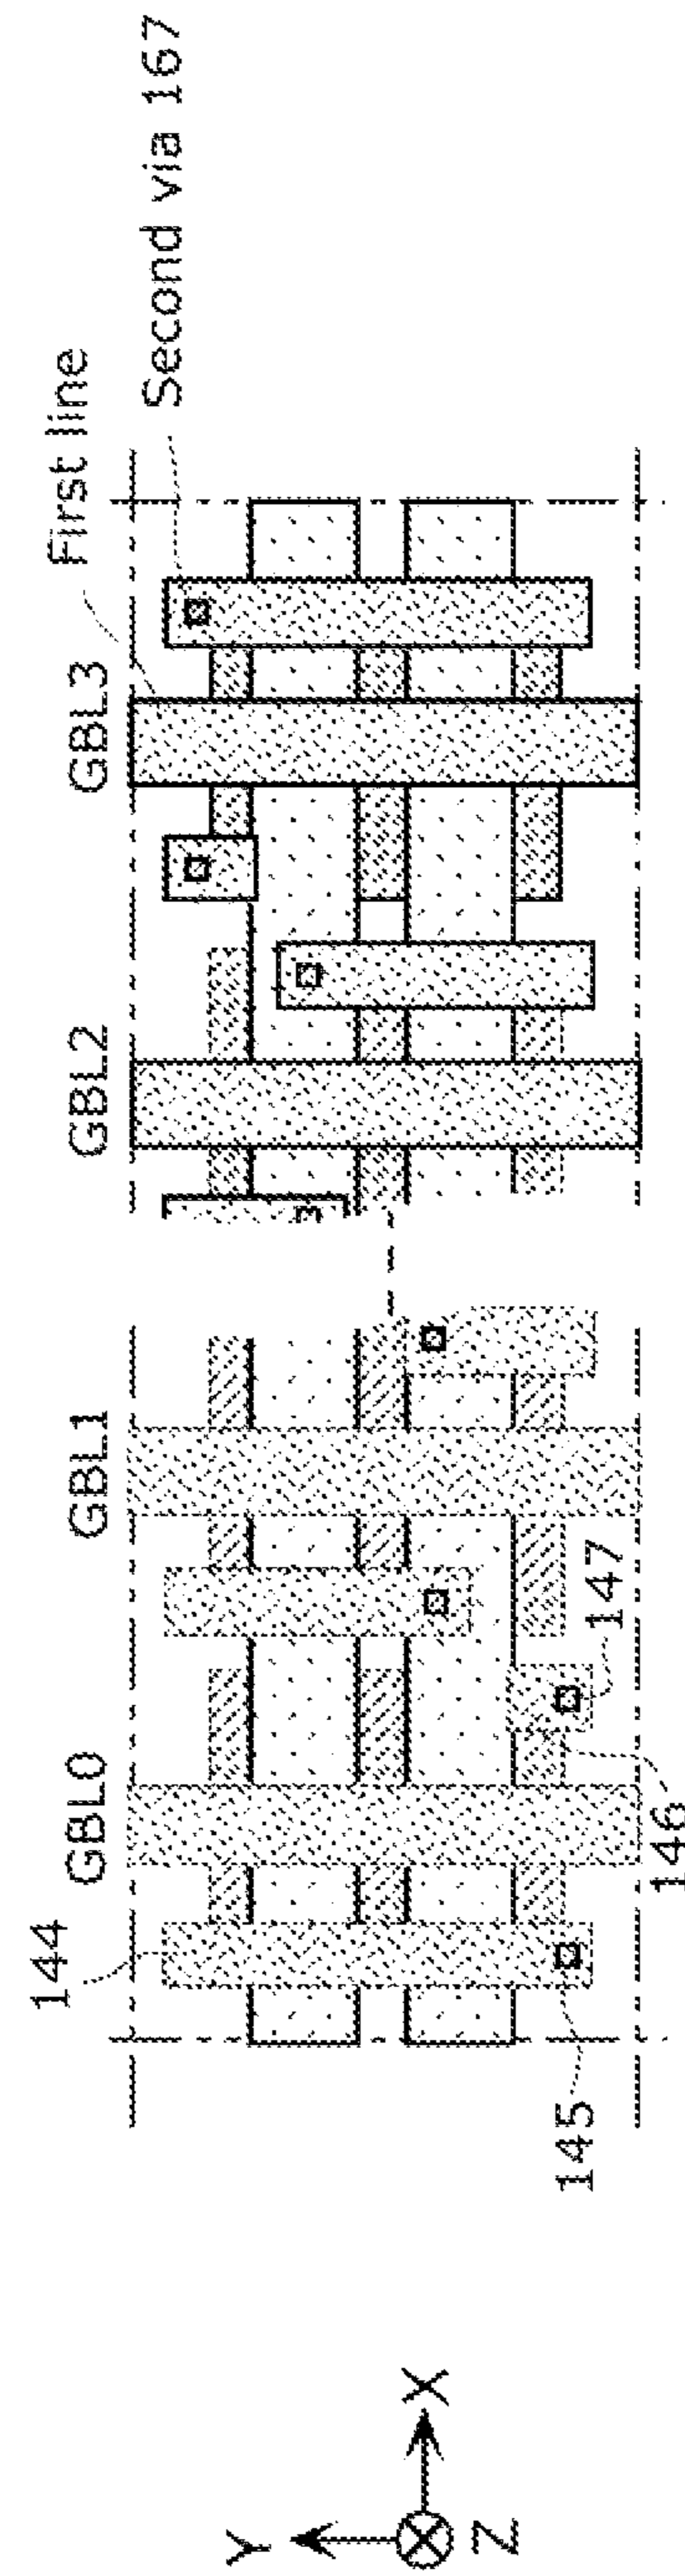 First line
Second via 167
GBL0
GBL1
GBL2
GBL3
144
145
146
147
Y
X
Z